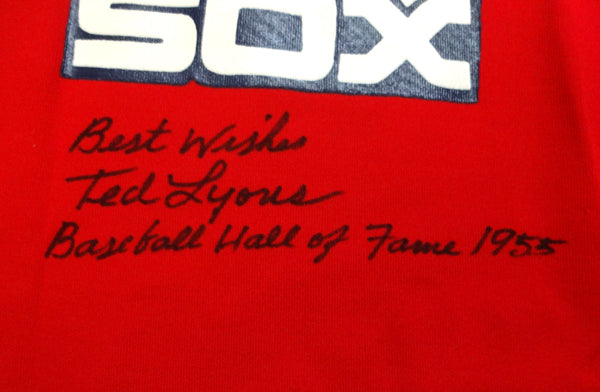 SOX
Best Wishes
Ted Lyons
Baseball Hall of Fame 1955